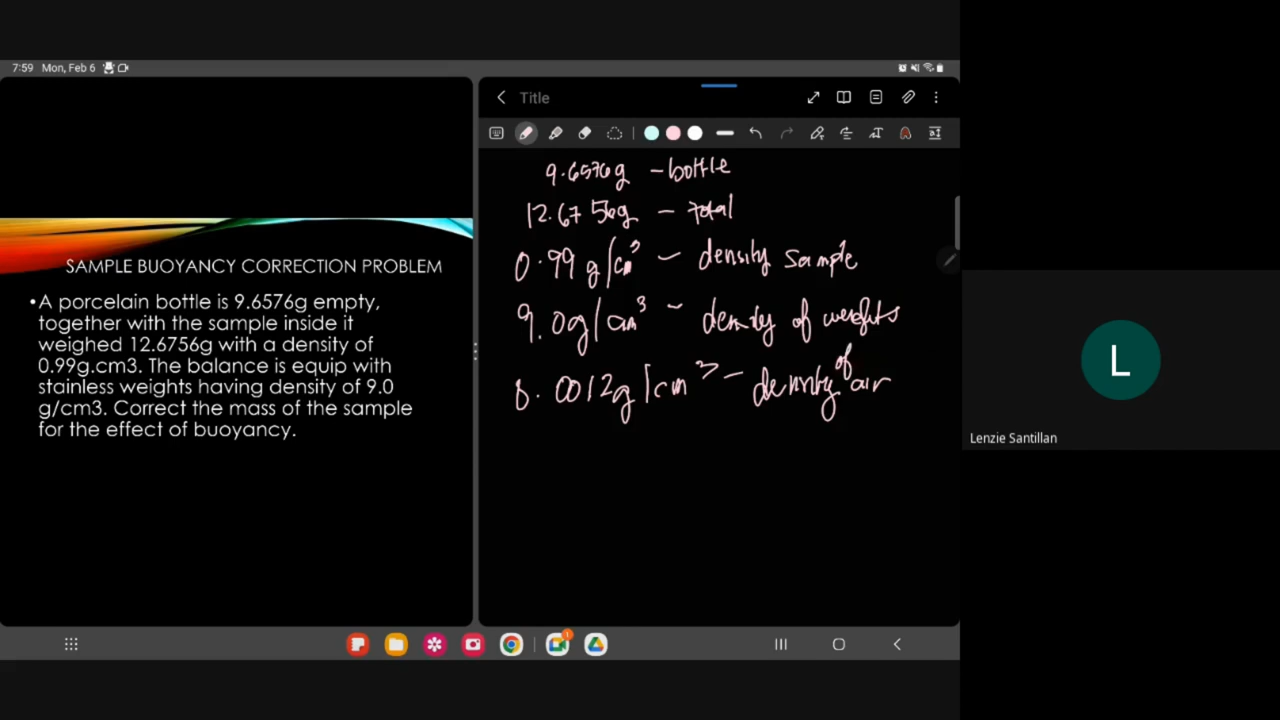 7:59 Mon, Feb 6
SAMPLE BUOYANCY CORRECTION PROBLEM
•A porcelain bottle is 9.6576g empty,
together with the sample inside it
weighed 12.6756g with a density of
0.99g.cm3. The balance is equip with
stainless weights having density of 9.0
g/cm3. Correct the mass of the sample
for the effect of buoyancy.
Title
9.6576g – bottle
12.6756g – total
0.99 g/cm³ – density sample
9.0g/cm³ – density of weights
0.0012g/cm³ – density of air
L
Lenzie Santillan